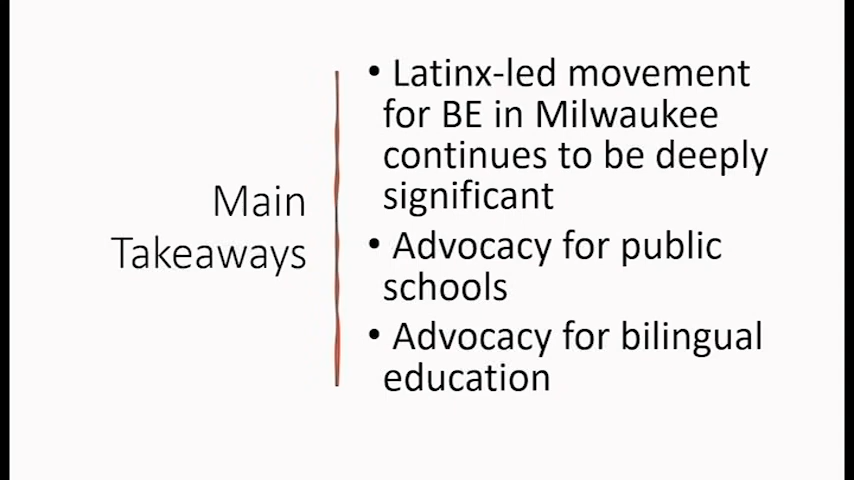 Main
Takeaways
• Latinx-led movement
for BE in Milwaukee
continues to be deeply
significant
• Advocacy for public
schools
• Advocacy for bilingual
education